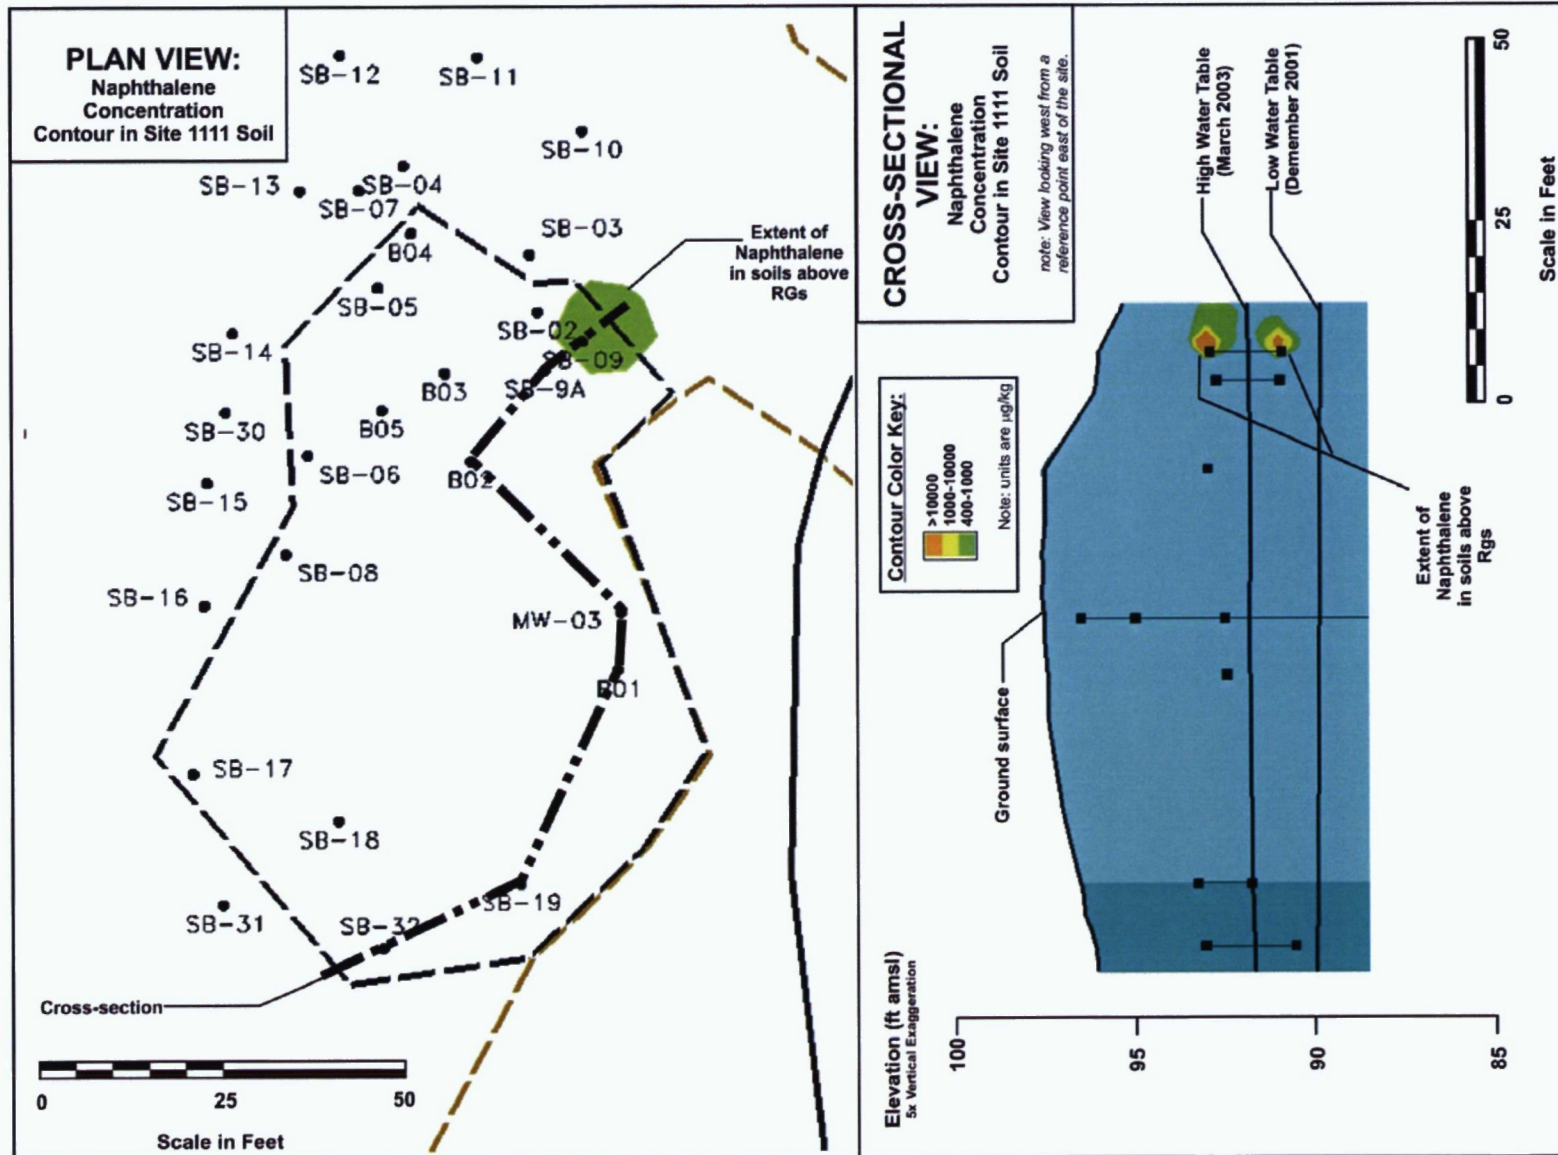 PLAN VIEW:
Naphthalene
Concentration
Contour in Site 1111 Soil
SB-12
SB-11
SB-10
SB-13
SB-04
SB-07
B04
SB-03
SB-05
Extent of
Naphthalene
in soils above
RGs
SB-02
SB-14
SB-09
B03
SB-9A
SB-30
B05
SB-06
B02
SB-15
SB-08
SB-16
MW-03
B01
SB-17
SB-18
SB-19
SB-31
SB-32
Cross-section
0 25 50
Scale in Feet
CROSS-SECTIONAL
VIEW:
Naphthalene
Concentration
Contour in Site 1111 Soil
note: View looking west from a
reference point east of the site.
High Water Table
(March 2003)
Low Water Table
(Demember 2001)
0 25 50
Scale in Feet
Contour Color Key:
>10000
1000-10000
400-1000
Note: units are µg/kg
Ground surface
Extent of
Naphthalene
in soils above
Rgs
Elevation (ft amsl)
5x Vertical Exaggeration
100
95
90
85